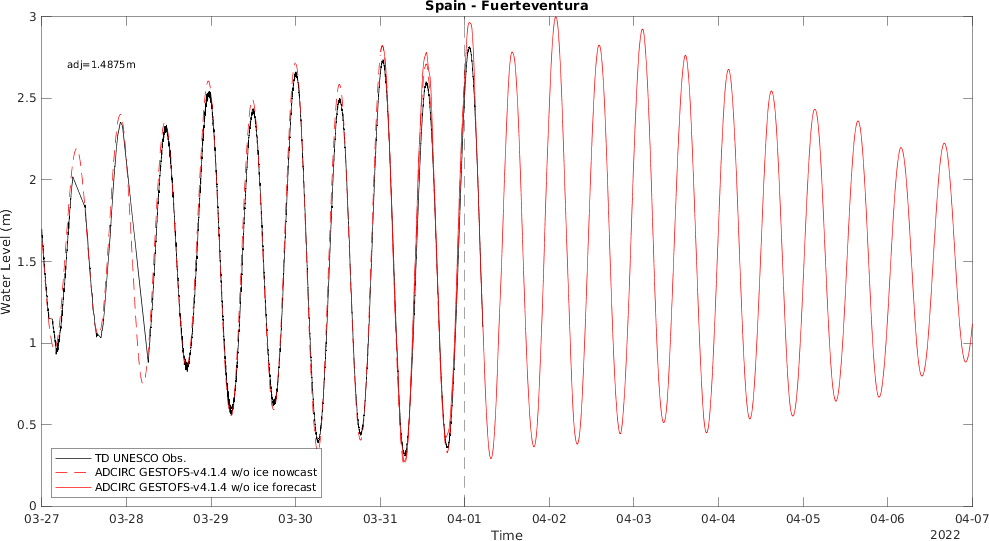 Spain - Fuerteventura
adj=1.4875m
3
2.5
2
1.5
1
0.5
0
Water Level (m)
TD UNESCO Obs.
ADCIRC GESTOFS-v4.1.4 w/o ice nowcast
ADCIRC GESTOFS-v4.1.4 w/o ice forecast
03-27 03-28 03-29 03-30 03-31 04-01 04-02 04-03 04-04 04-05 04-06 04-07
Time
2022